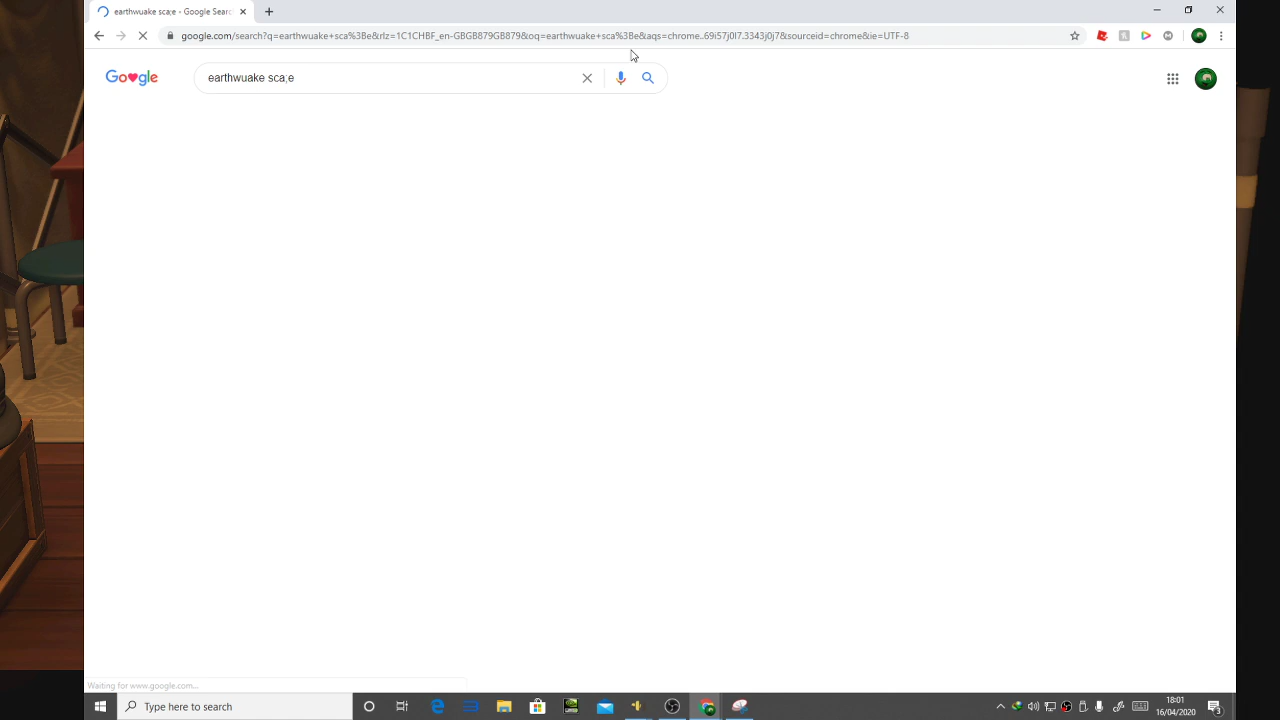 earthwuake sca;e - Google Searc
google.com/search?q=earthwuake+sca%3Be&rlz=1C1CHBF_en-GBGB879GB879&oq=earthwuake+sca%3Be&aqs=chrome..69i57j0l7.3343j0j7&sourceid=chrome&ie=UTF-8
Google
earthwuake sca;e
Waiting for www.google.com...
Type here to search
18:01
16/04/2020
3